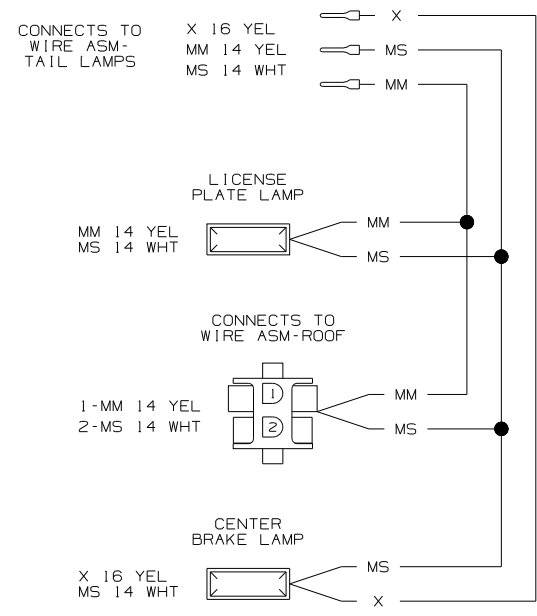 CONNECTS TO
WIRE ASM-
TAIL LAMPS
X 16 YEL
MM 14 YEL
MS 14 WHT
X
MS
MM
LICENSE
PLATE LAMP
MM 14 YEL
MS 14 WHT
MM
MS
CONNECTS TO
WIRE ASM-ROOF
1-MM 14 YEL
2-MS 14 WHT
1
2
MM
MS
CENTER
BRAKE LAMP
X 16 YEL
MS 14 WHT
MS
X